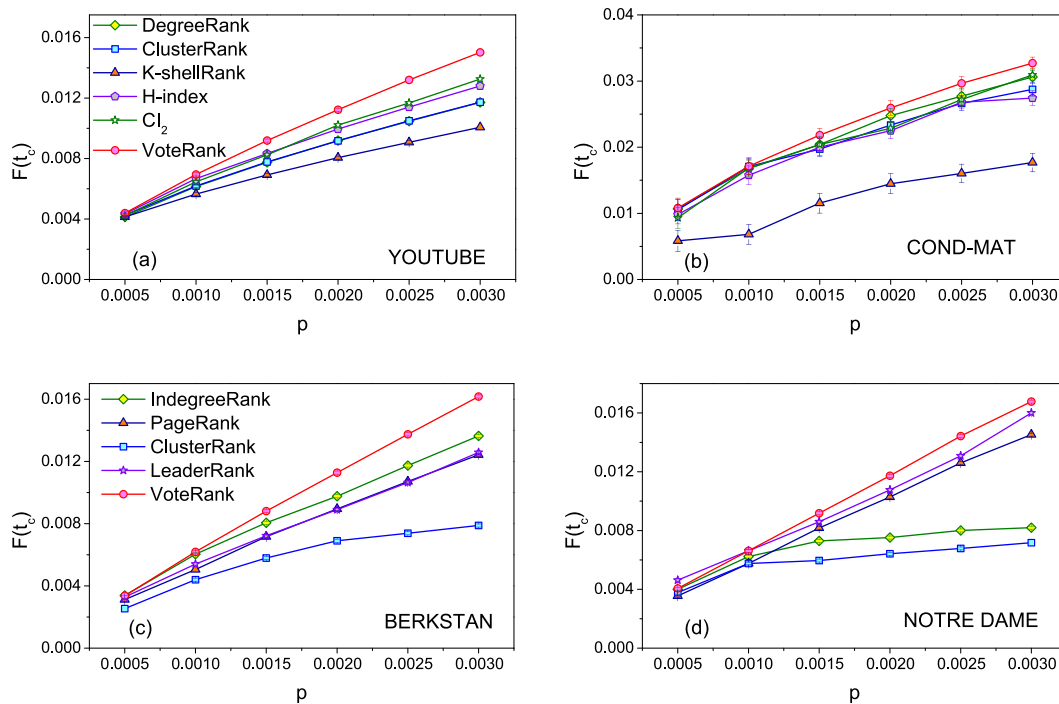 DegreeRank
ClusterRank
K-shellRank
H-index
CI₂
VoteRank
0.016
0.012
0.008
0.004
0.000
F(t_c)
(a)
YOUTUBE
0.0005 0.0010 0.0015 0.0020 0.0025 0.0030
p
0.04
0.03
0.02
0.01
0.00
F(t_c)
(b)
COND-MAT
0.0005 0.0010 0.0015 0.0020 0.0025 0.0030
p
IndegreeRank
PageRank
ClusterRank
LeaderRank
VoteRank
0.016
0.012
0.008
0.004
0.000
F(t_c)
(c)
BERKSTAN
0.0005 0.0010 0.0015 0.0020 0.0025 0.0030
p
0.016
0.012
0.008
0.004
0.000
F(t_c)
(d)
NOTRE DAME
0.0005 0.0010 0.0015 0.0020 0.0025 0.0030
p